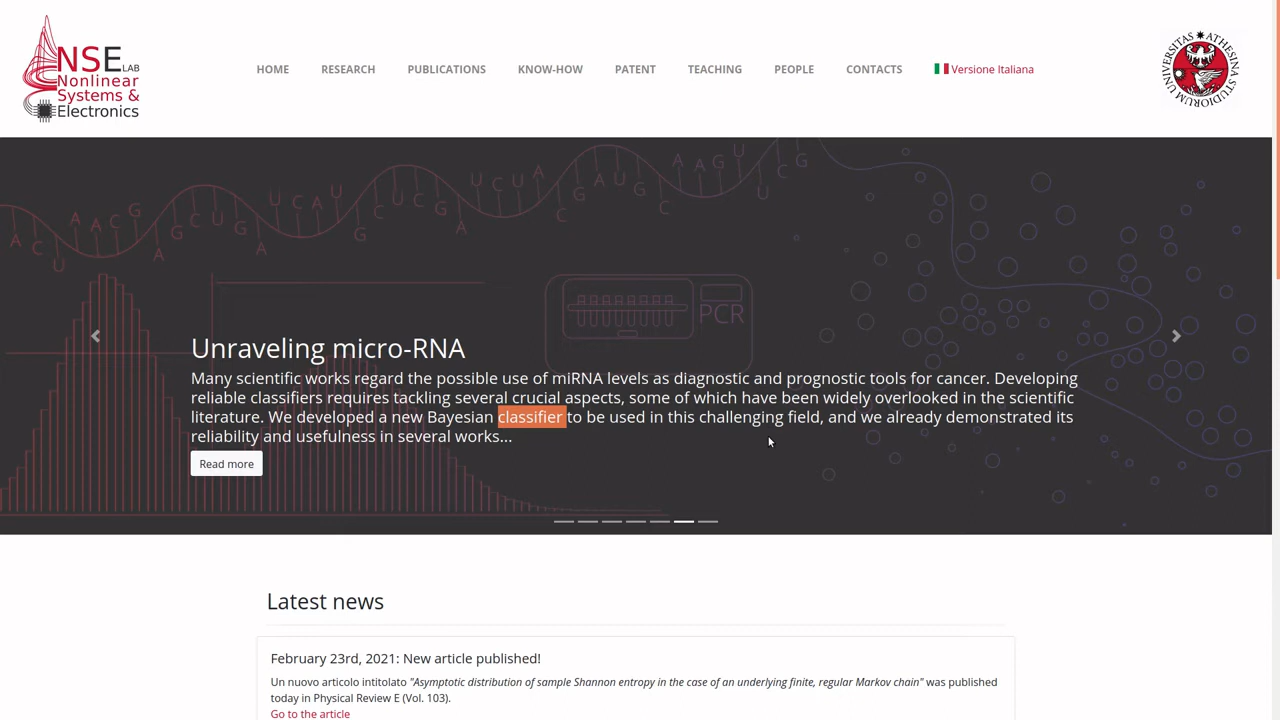 NSE LAB
Nonlinear
Systems &
Electronics
HOME RESEARCH PUBLICATIONS KNOW-HOW PATENT TEACHING PEOPLE CONTACTS Versione Italiana
UNIVERSITAS ATHESINA STUDIORUM
PCR
Unraveling micro-RNA
Many scientific works regard the possible use of miRNA levels as diagnostic and prognostic tools for cancer. Developing
reliable classifiers requires tackling several crucial aspects, some of which have been widely overlooked in the scientific
literature. We developed a new Bayesian classifier to be used in this challenging field, and we already demonstrated its
reliability and usefulness in several works...
Read more
Latest news
February 23rd, 2021: New article published!
Un nuovo articolo intitolato "Asymptotic distribution of sample Shannon entropy in the case of an underlying finite, regular Markov chain" was published
today in Physical Review E (Vol. 103).
Go to the article